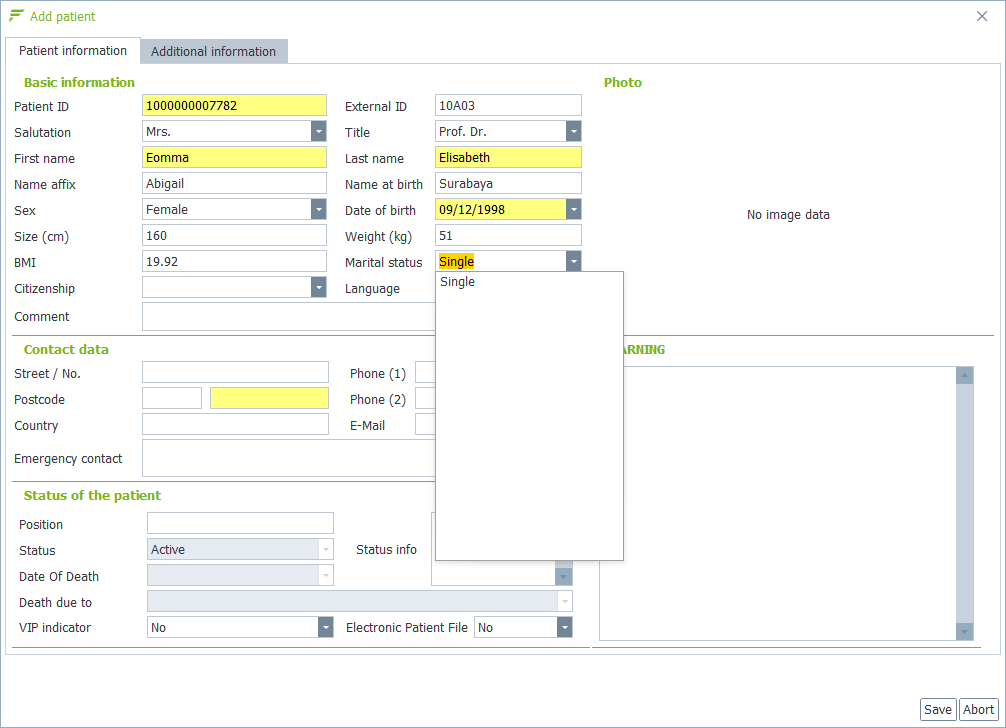 Add patient
Patient information Additional information
Basic information Photo
Patient ID 1000000007782 External ID 10A03
Salutation Mrs. Title Prof. Dr.
First name Eomma Last name Elisabeth
Name affix Abigail Name at birth Surabaya
Sex Female Date of birth 09/12/1998
No image data
Size (cm) 160 Weight (kg) 51
BMI 19.92 Marital status Single
Single
Citizenship Language
Comment
Contact data ARNING
Street / No. Phone (1)
Postcode Phone (2)
Country E-Mail
Emergency contact
Status of the patient
Position
Status Active Status info
Date Of Death
Death due to
VIP indicator No Electronic Patient File No
Save Abort